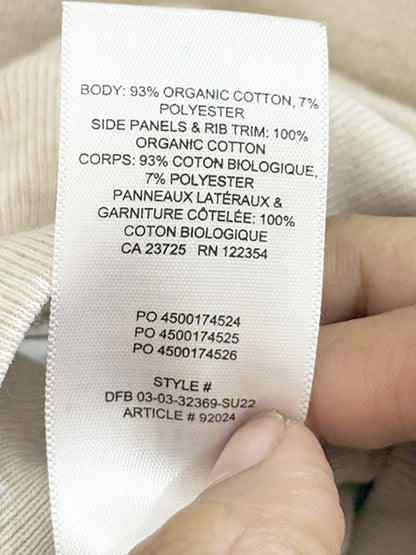 BODY: 93% ORGANIC COTTON, 7%
POLYESTER
SIDE PANELS & RIB TRIM: 100%
ORGANIC COTTON
CORPS: 93% COTON BIOLOGIQUE,
7% POLYESTER
PANNEAUX LATÉRAUX &
GARNITURE CÔTELÉE: 100%
COTON BIOLOGIQUE
CA 23725 RN 122354
PO 4500174524
PO 4500174525
PO 4500174526
STYLE #
DFB 03-03-32369-SU22
ARTICLE # 92024